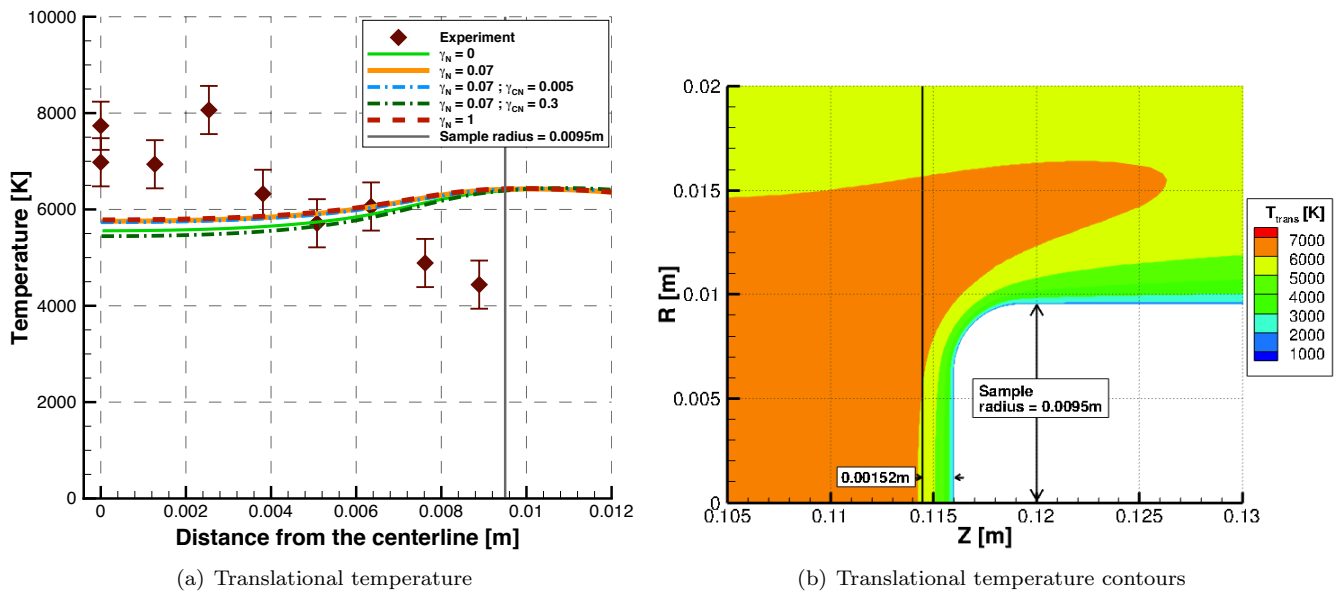 10000
8000
6000
4000
2000
0
Temperature [K]
0
0.002
0.004
0.006
0.008
0.01
0.012
Distance from the centerline [m]
Experiment
γN = 0
γN = 0.07
γN = 0.07 ; γCN = 0.005
γN = 0.07 ; γCN = 0.3
γN = 1
Sample radius = 0.0095m
(a) Translational temperature
0.02
0.015
0.01
0.005
0
R [m]
0.105
0.11
0.115
0.12
0.125
0.13
Z [m]
Sample
radius = 0.0095m
0.00152m
Ttrans [K]
7000
6000
5000
4000
3000
2000
1000
(b) Translational temperature contours